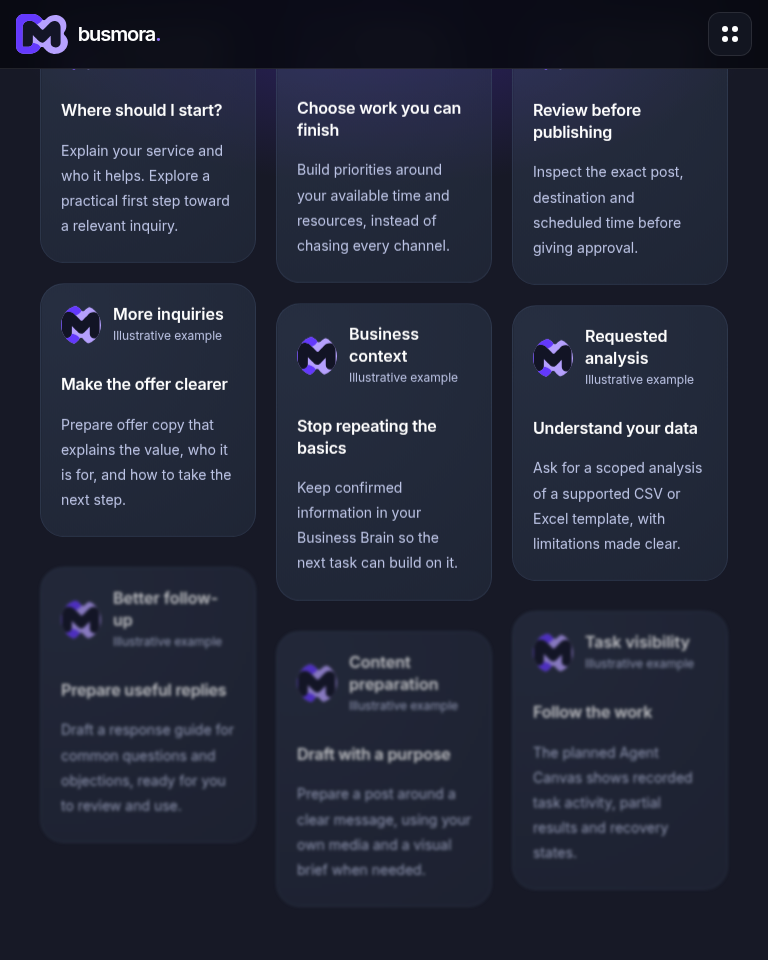 busmora.
Where should I start?
Explain your service and
who it helps. Explore a
practical first step toward
a relevant inquiry.
More inquiries
Illustrative example
Make the offer clearer
Prepare offer copy that
explains the value, who it
is for, and how to take the
next step.
Better follow-
up
Illustrative example
Prepare useful replies
Draft a response guide for
common questions and
objections, ready for you
to review and use.
Choose work you can
finish
Build priorities around
your available time and
resources, instead of
chasing every channel.
Business
context
Illustrative example
Stop repeating the
basics
Keep confirmed
information in your
Business Brain so the
next task can build on it.
Content
preparation
Illustrative example
Draft with a purpose
Prepare a post around a
clear message, using your
own media and a visual
brief when needed.
Review before
publishing
Inspect the exact post,
destination and
scheduled time before
giving approval.
Requested
analysis
Illustrative example
Understand your data
Ask for a scoped analysis
of a supported CSV or
Excel template, with
limitations made clear.
Task visibility
Illustrative example
Follow the work
The planned Agent
Canvas shows recorded
task activity, partial
results and recovery
states.